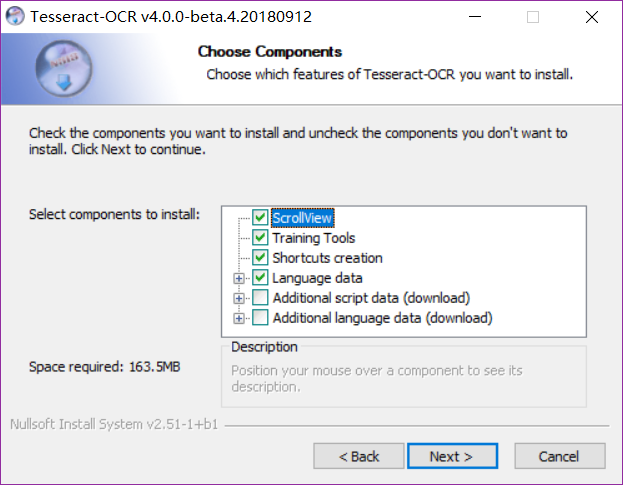 Tesseract-OCR v4.0.0-beta.4.20180912
Choose Components
Choose which features of Tesseract-OCR you want to install.
Check the components you want to install and uncheck the components you don't want to
install. Click Next to continue.
Select components to install:
ScrollView
Training Tools
Shortcuts creation
Language data
Additional script data (download)
Additional language data (download)
Space required: 163.5MB
Description
Position your mouse over a component to see its
description.
Nullsoft Install System v2.51-1+b1
< Back
Next >
Cancel